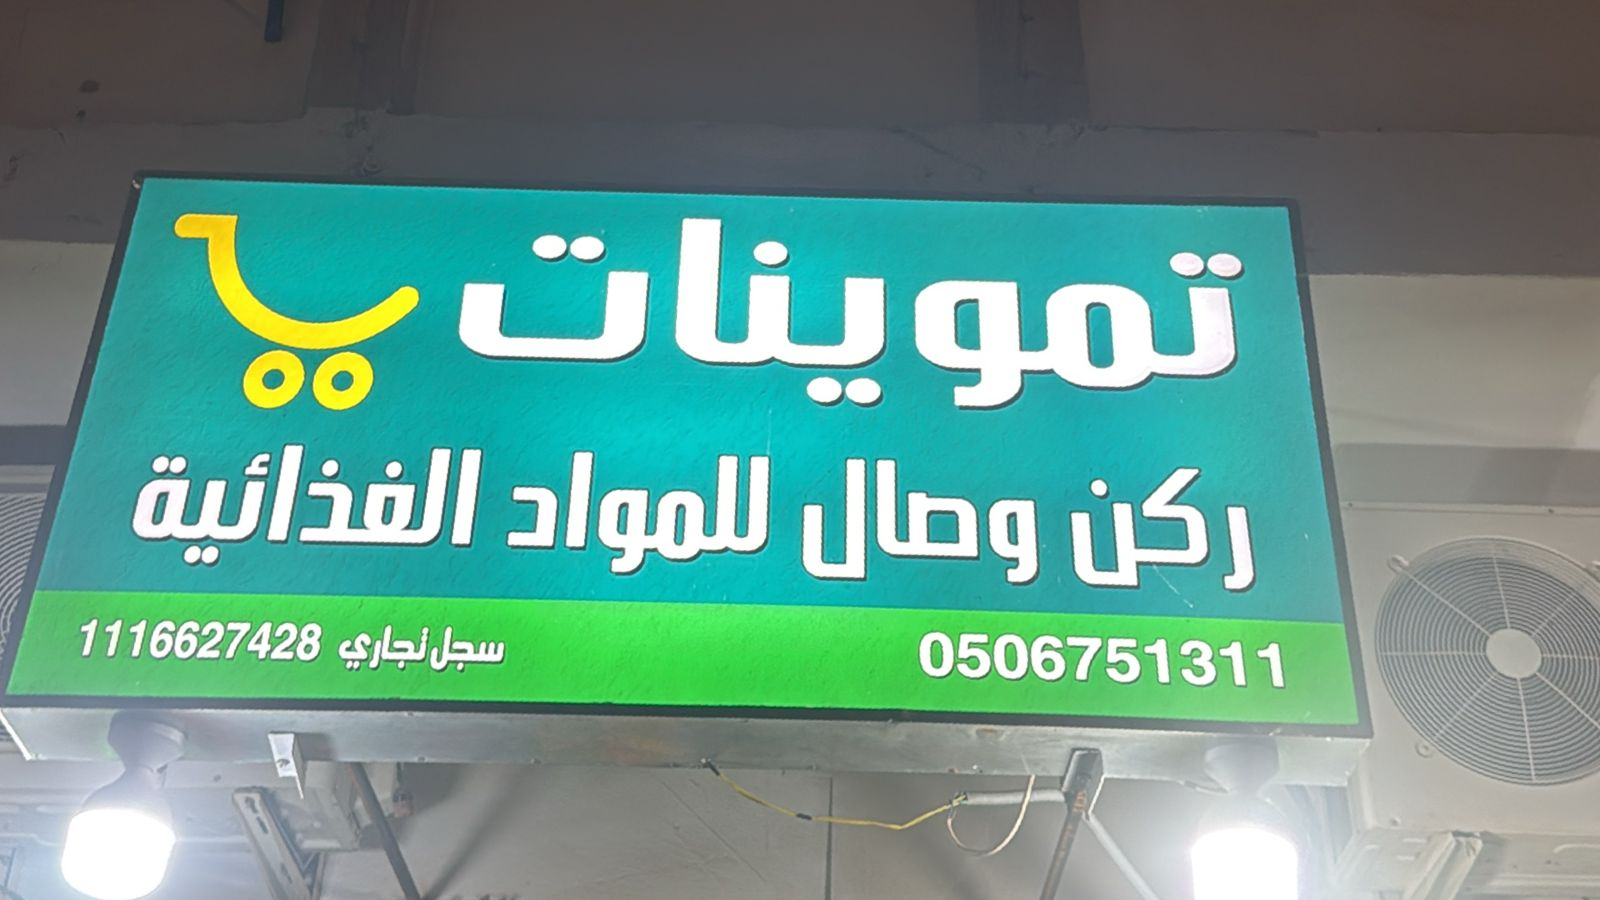 تموينات
ركن وصال للمواد الغذائية
0506751311
سجل تجاري 1116627428